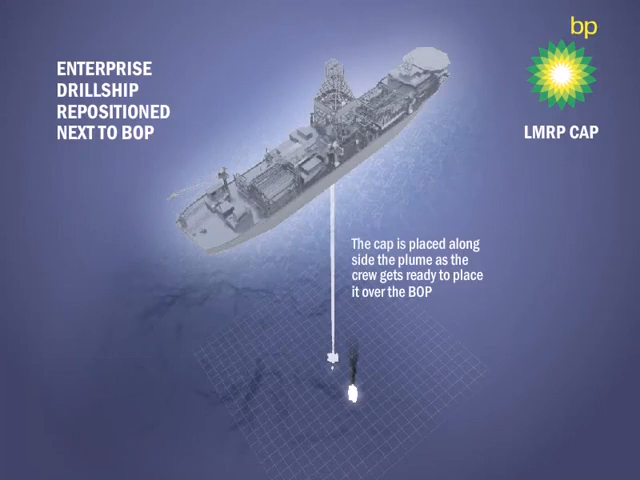 ENTERPRISE
DRILLSHIP
REPOSITIONED
NEXT TO BOP
bp
LMRP CAP
The cap is placed along
side the plume as the
crew gets ready to place
it over the BOP